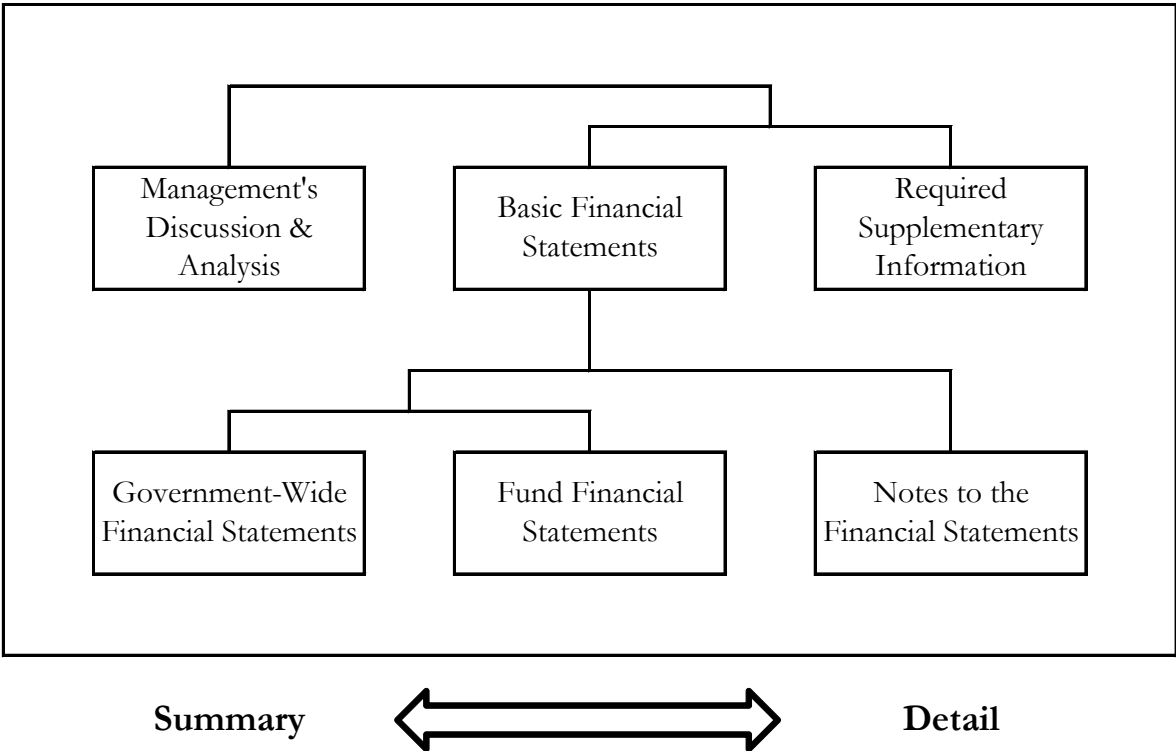 Management's
Discussion &
Analysis
Basic Financial
Statements
Required
Supplementary
Information
Government-Wide
Financial Statements
Fund Financial
Statements
Notes to the
Financial Statements
Summary
Detail